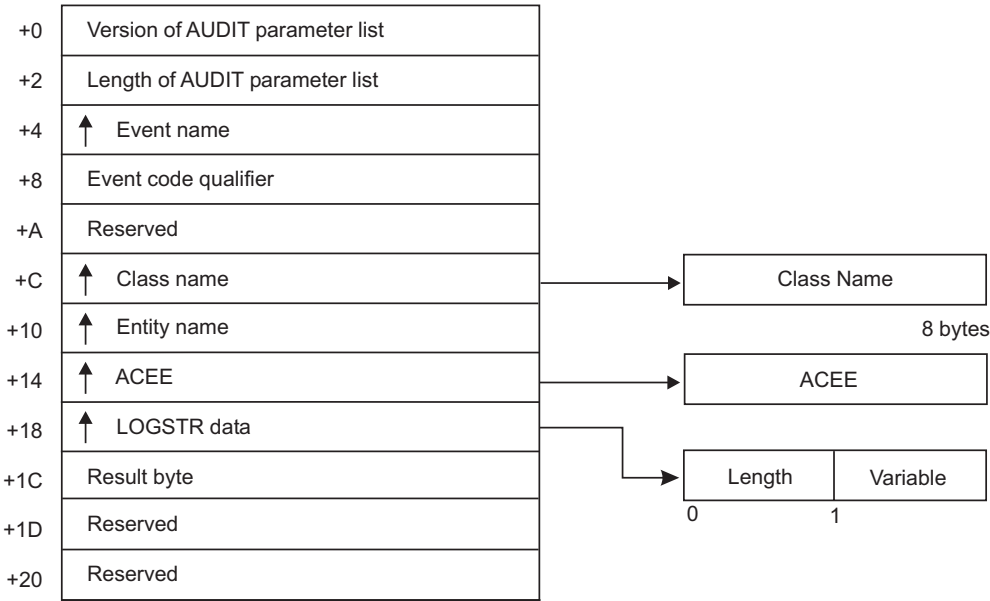 +0 Version of AUDIT parameter list
+2 Length of AUDIT parameter list
+4 Event name
+8 Event code qualifier
+A Reserved
+C Class name Class Name
+10 Entity name 8 bytes
+14 ACEE ACEE
+18 LOGSTR data
+1C Result byte Length Variable
0 1
+1D Reserved
+20 Reserved